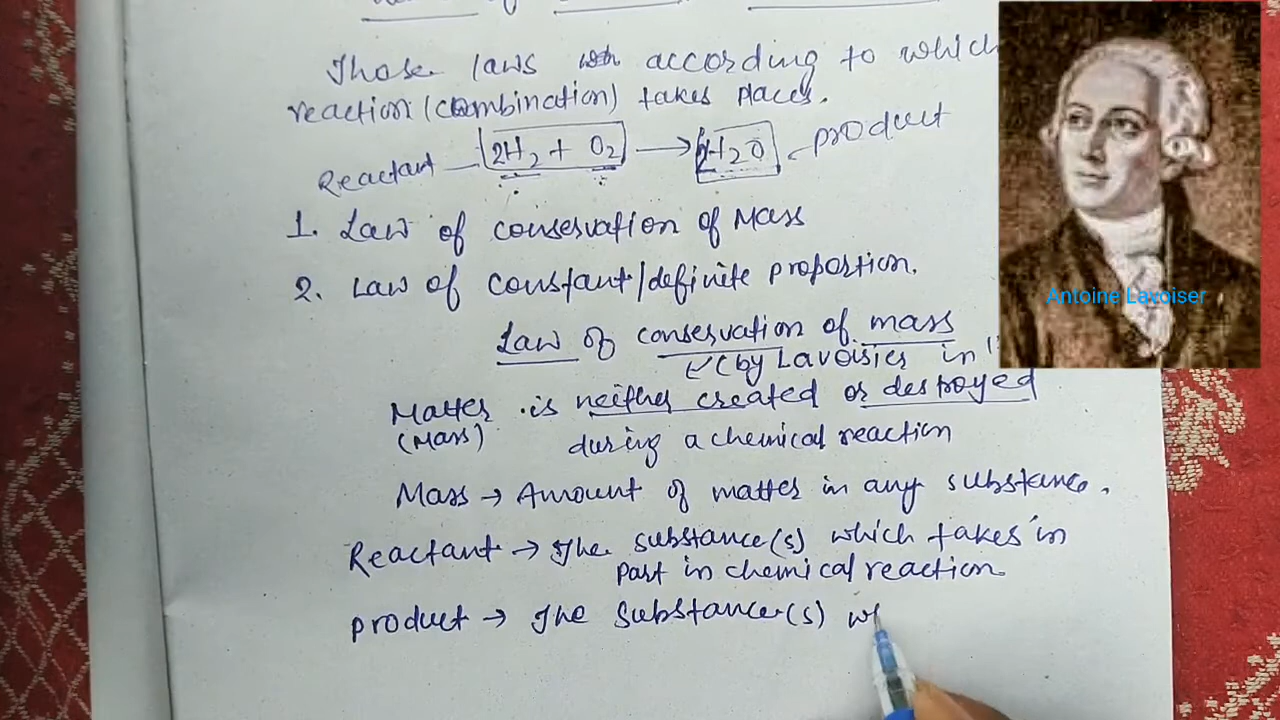 Those laws according to which
reaction (combination) takes places.
Reactant 2H₂ + O₂ → 2H₂O product
1. Law of conservation of Mass
2. Law of constant/definite proportion.
Law of conservation of mass
(by Lavoisier in
Matter is neither created or destroyed
(Mass) during a chemical reaction
Mass → Amount of matter in any substance.
Reactant → The substance(s) which takes in
part in chemical reaction
product → The substance(s) wh
Antoine Lavoiser